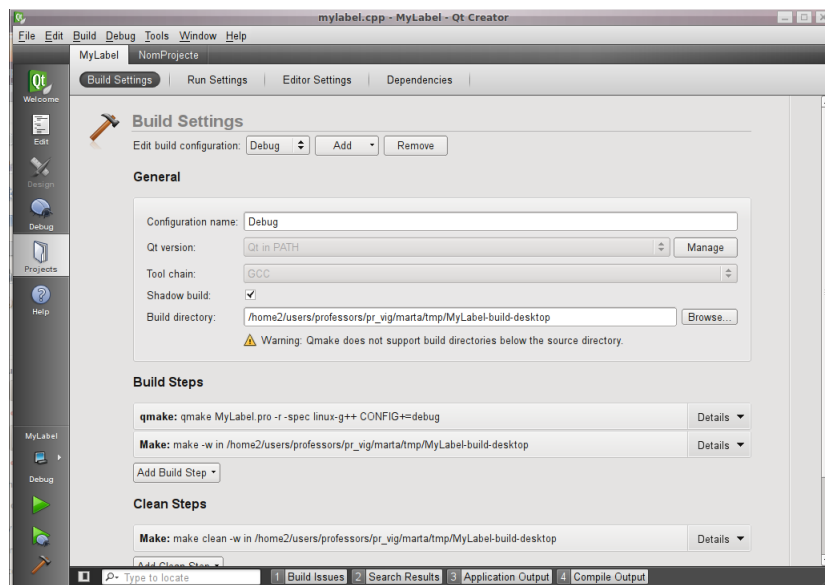 mylabel.cpp - MyLabel - Qt Creator
File Edit Build Debug Tools Window Help
MyLabel NomProjecte
Build Settings Run Settings Editor Settings Dependencies
Qt
Welcome
Edit
Design
Debug
Projects
Help
Build Settings
Edit build configuration: Debug Add Remove
General
Configuration name: Debug
Qt version: Qt in PATH Manage
Tool chain: GCC
Shadow build:
Build directory: /home2/users/professors/pr_vig/marta/tmp/MyLabel-build-desktop Browse...
Warning: Qmake does not support build directories below the source directory.
Build Steps
qmake: qmake MyLabel.pro -r -spec linux-g++ CONFIG+=debug Details
Make: make -w in /home2/users/professors/pr_vig/marta/tmp/MyLabel-build-desktop Details
Add Build Step
Clean Steps
Make: make clean -w in /home2/users/professors/pr_vig/marta/tmp/MyLabel-build-desktop Details
Add Clean Step
MyLabel
Debug
Type to locate 1 Build Issues 2 Search Results 3 Application Output 4 Compile Output